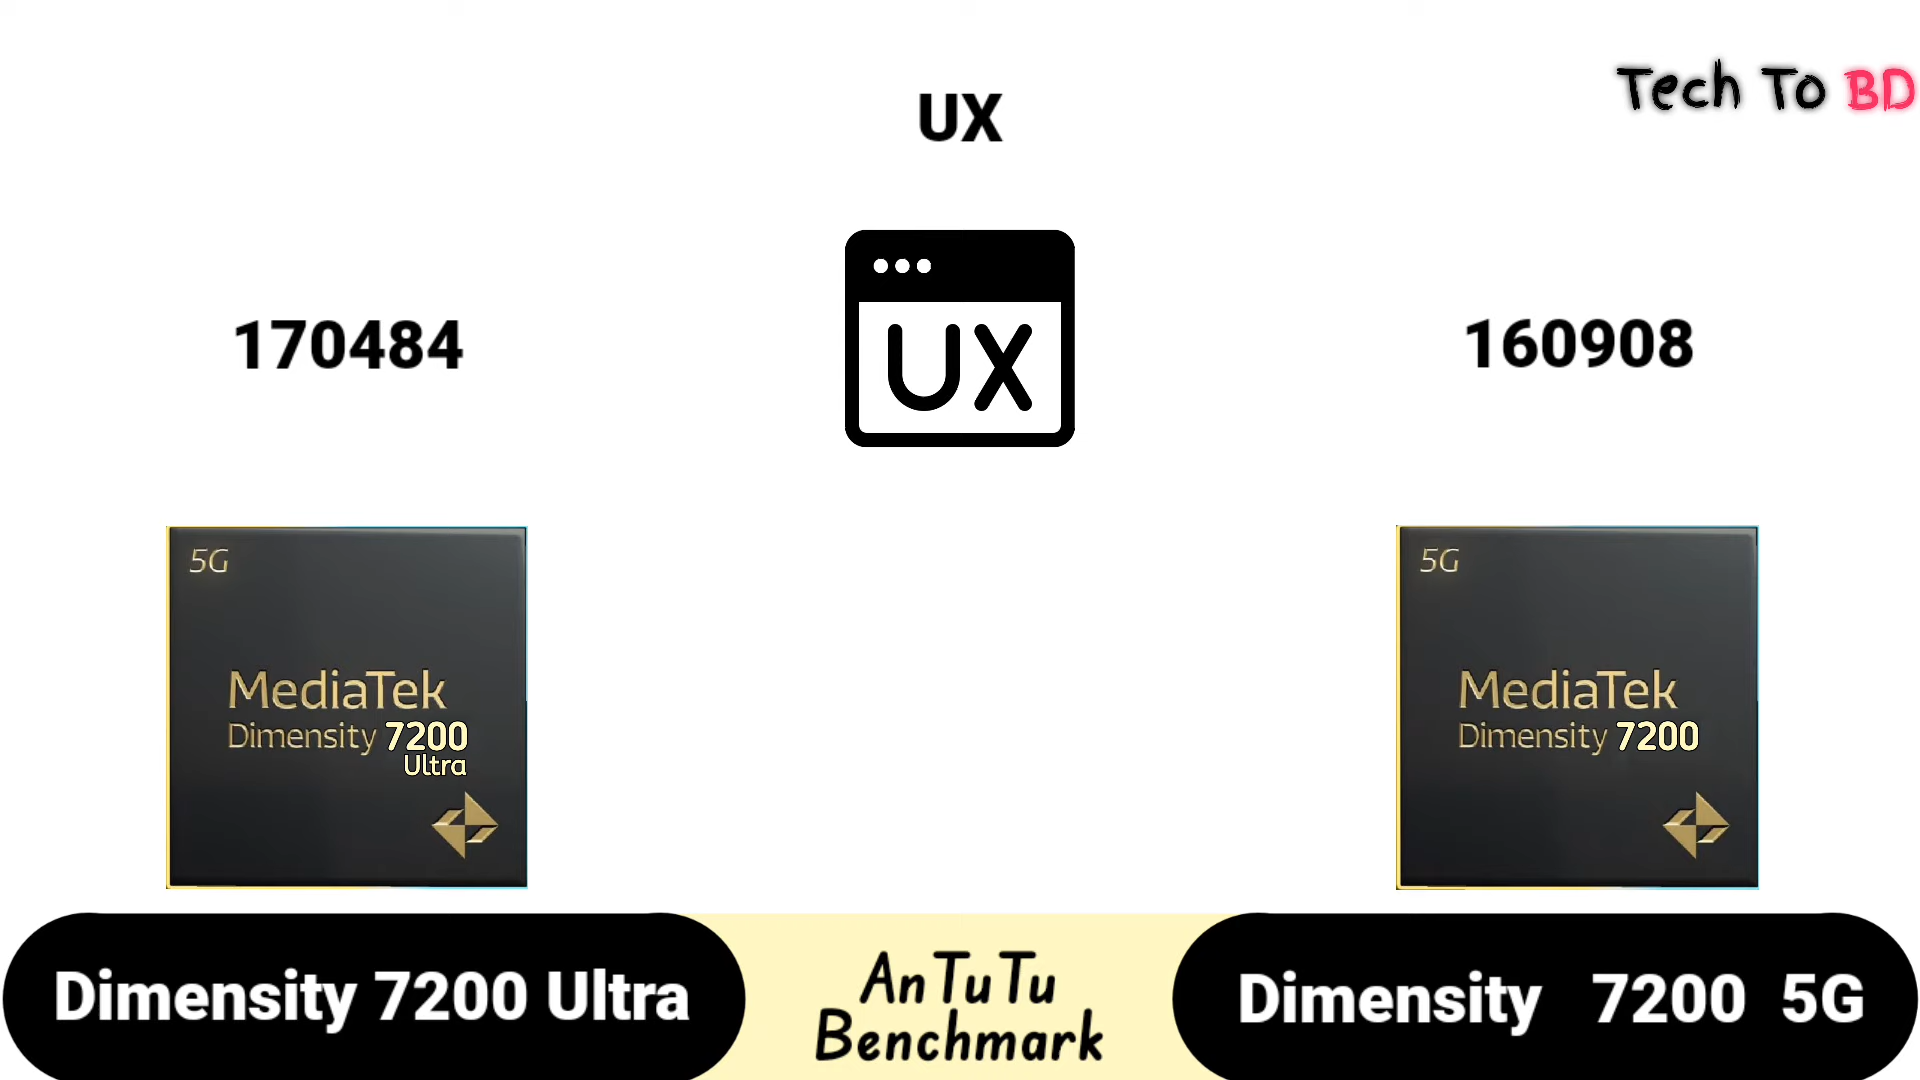 Tech To BD
UX
UX
170484
160908
5G
MediaTek
Dimensity 7200
Ultra
5G
MediaTek
Dimensity 7200
Dimensity 7200 Ultra
AnTuTu
Benchmark
Dimensity 7200 5G